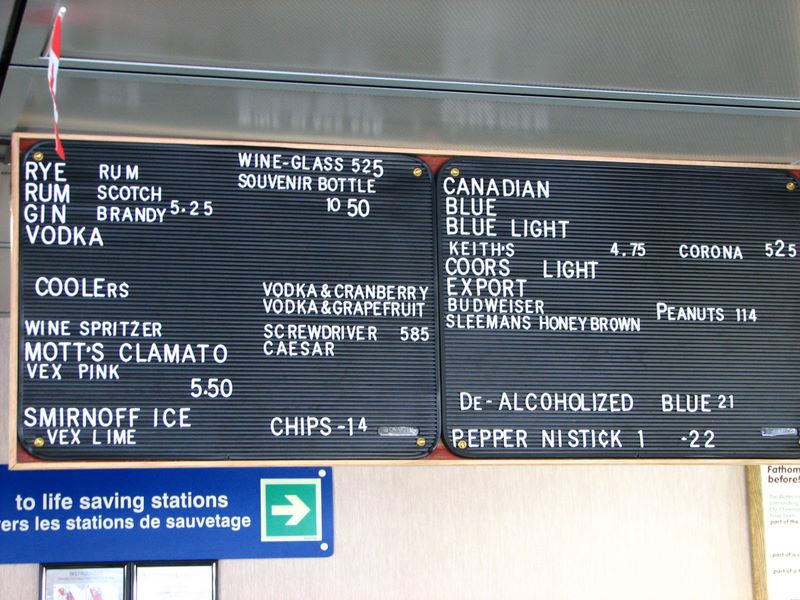 RYE RUM
RUM SCOTCH
GIN BRANDY 5.25
VODKA
WINE-GLASS 525
SOUVENIR BOTTLE
10 50
COOLERS
WINE SPRITZER
MOTT'S CLAMATO
VEX PINK
5.50
SMIRNOFF ICE
VEX LIME
VODKA & CRANBERRY
VODKA & GRAPEFRUIT
SCREWDRIVER 585
CAESAR
CHIPS-14
CANADIAN
BLUE
BLUE LIGHT
KEITH'S 4.75 CORONA 525
COORS LIGHT
EXPORT
BUDWEISER PEANUTS 114
SLEEMANS HONEY BROWN
DE-ALCOHOLIZED BLUE 21
PEPPER NISTICK 1 -22
to life saving stations
ers les stations de sauvetage
Fathom
before!